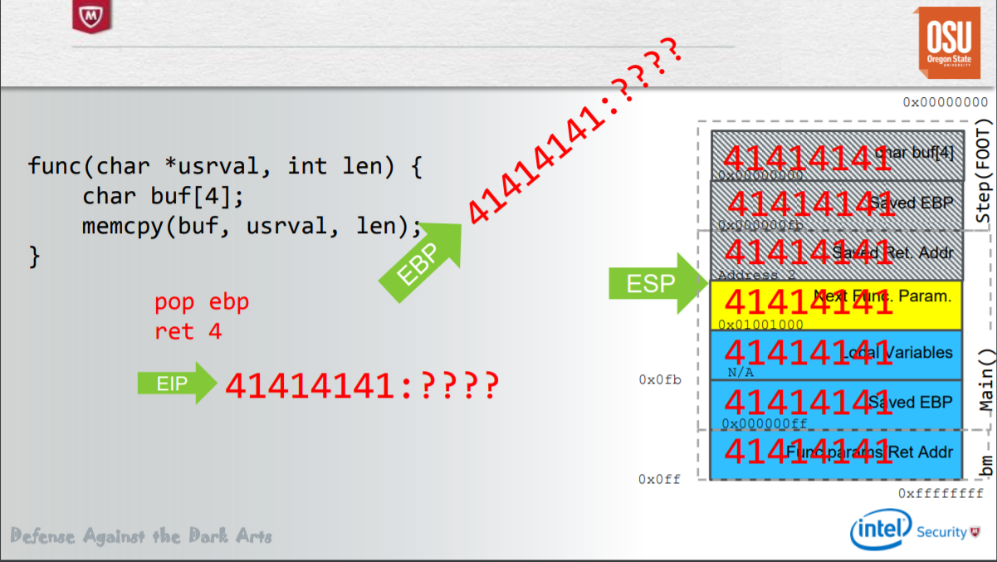 M
OSU
Oregon State
UNIVERSITY
func(char *usrval, int len) {
char buf[4];
memcpy(buf, usrval, len);
}
pop ebp
ret 4
EIP
41414141:????
EBP
41414141:????
ESP
0x00000000
41414141
char buf[4]
0x00000000
41414141
Saved EBP
0x000000fb
41414141
Saved Ret. Addr
Address 2
41414141
Next Func. Param.
0x01001000
41414141
Local Variables
N/A
0x0fb
41414141
Saved EBP
0x000000ff
41414141
Func params/Ret Addr
0x0ff
0xffffffff
Step(FOOT)
Main()
bm
Defense Against the Dark Arts
intel Security